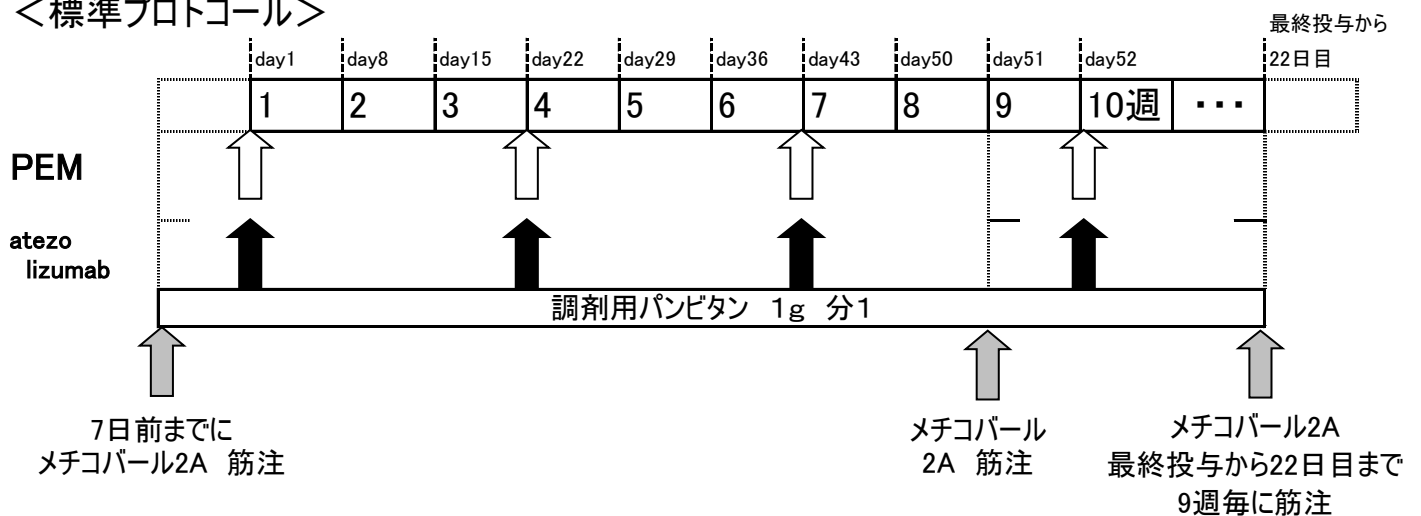 ＜標準プロトコール＞
最終投与から
day1 day8 day15 day22 day29 day36 day43 day50 day51 day52 22日目
1 2 3 4 5 6 7 8 9 10週 ・・・
PEM
atezo
lizumab
調剤用パンビタン 1g 分1
7日前までに
メチコバール2A 筋注
メチコバール
2A 筋注
メチコバール2A
最終投与から22日目まで
9週毎に筋注